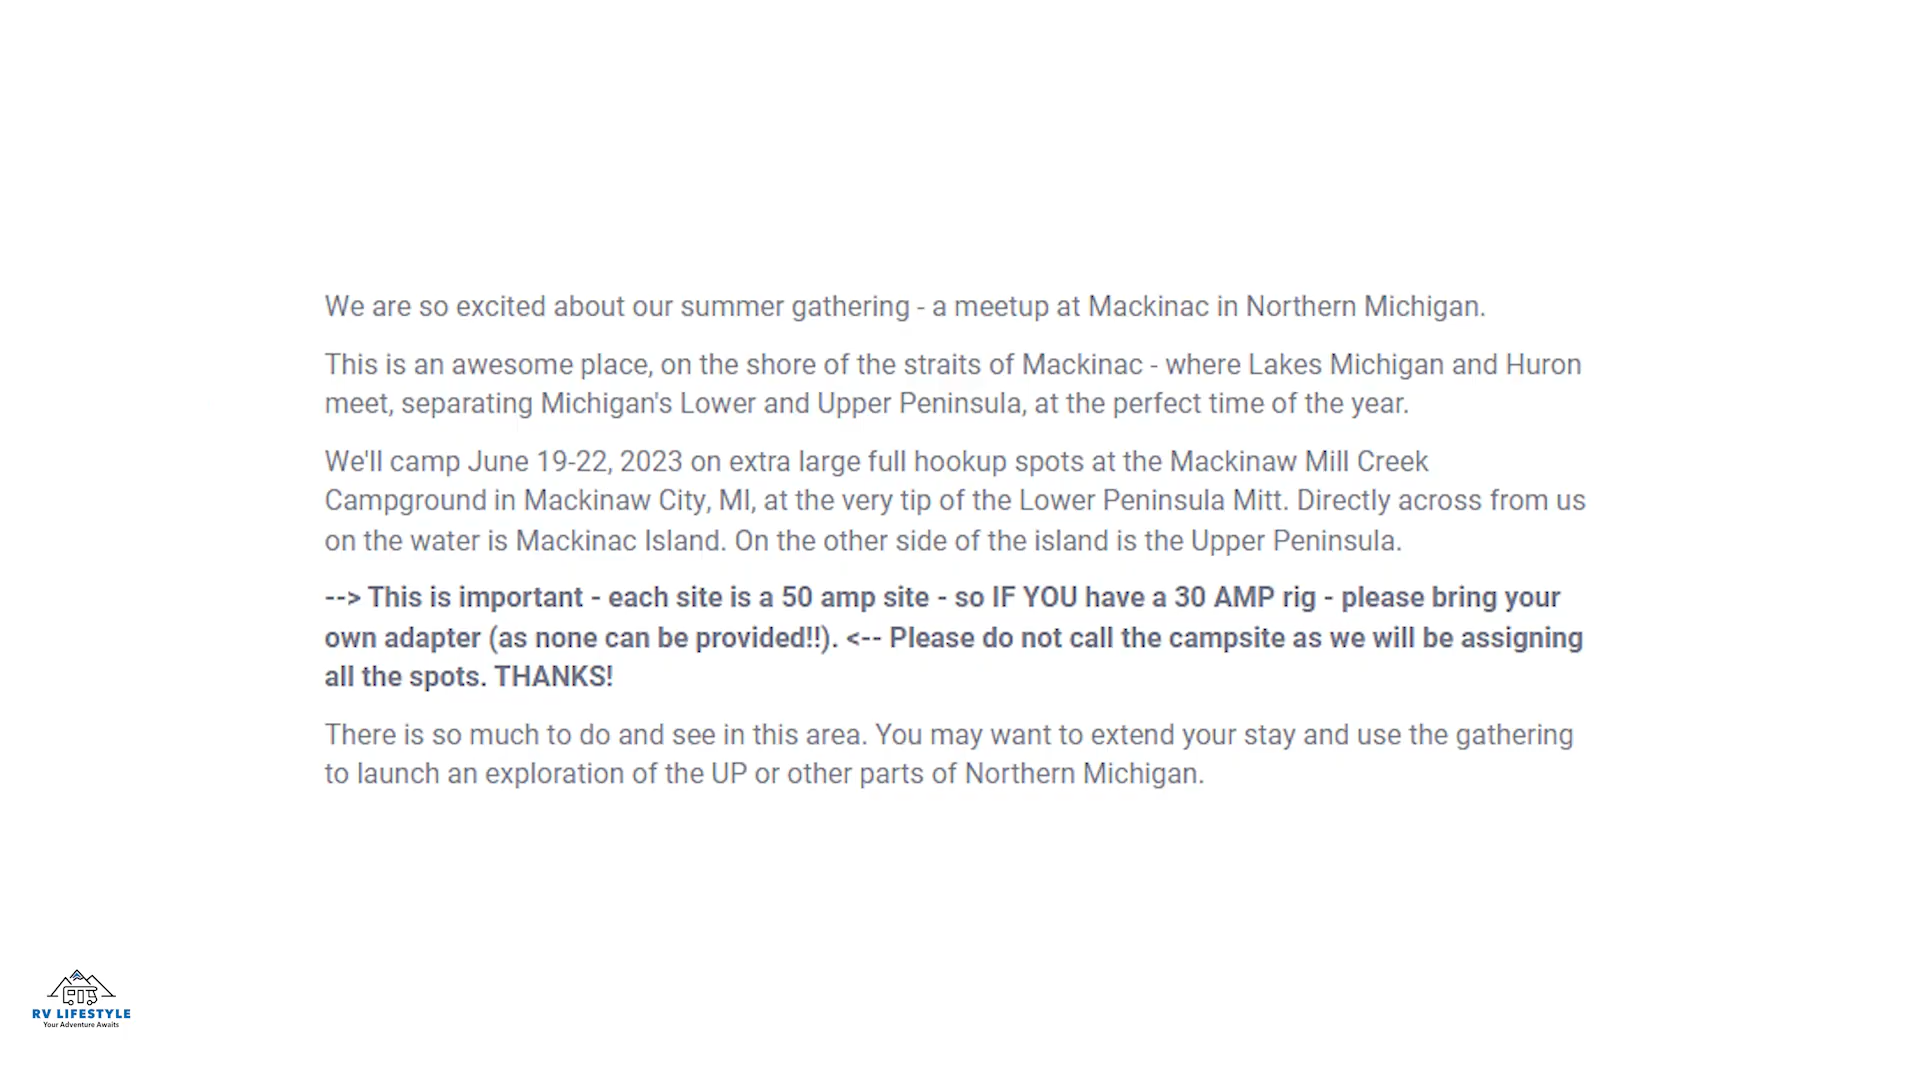 We are so excited about our summer gathering - a meetup at Mackinac in Northern Michigan.
This is an awesome place, on the shore of the straits of Mackinac - where Lakes Michigan and Huron
meet, separating Michigan's Lower and Upper Peninsula, at the perfect time of the year.
We'll camp June 19-22, 2023 on extra large full hookup spots at the Mackinaw Mill Creek
Campground in Mackinaw City, MI, at the very tip of the Lower Peninsula Mitt. Directly across from us
on the water is Mackinac Island. On the other side of the island is the Upper Peninsula.
--> This is important - each site is a 50 amp site - so IF YOU have a 30 AMP rig - please bring your
own adapter (as none can be provided!!). <-- Please do not call the campsite as we will be assigning
all the spots. THANKS!
There is so much to do and see in this area. You may want to extend your stay and use the gathering
to launch an exploration of the UP or other parts of Northern Michigan.
RV LIFESTYLE
Your Adventure Awaits